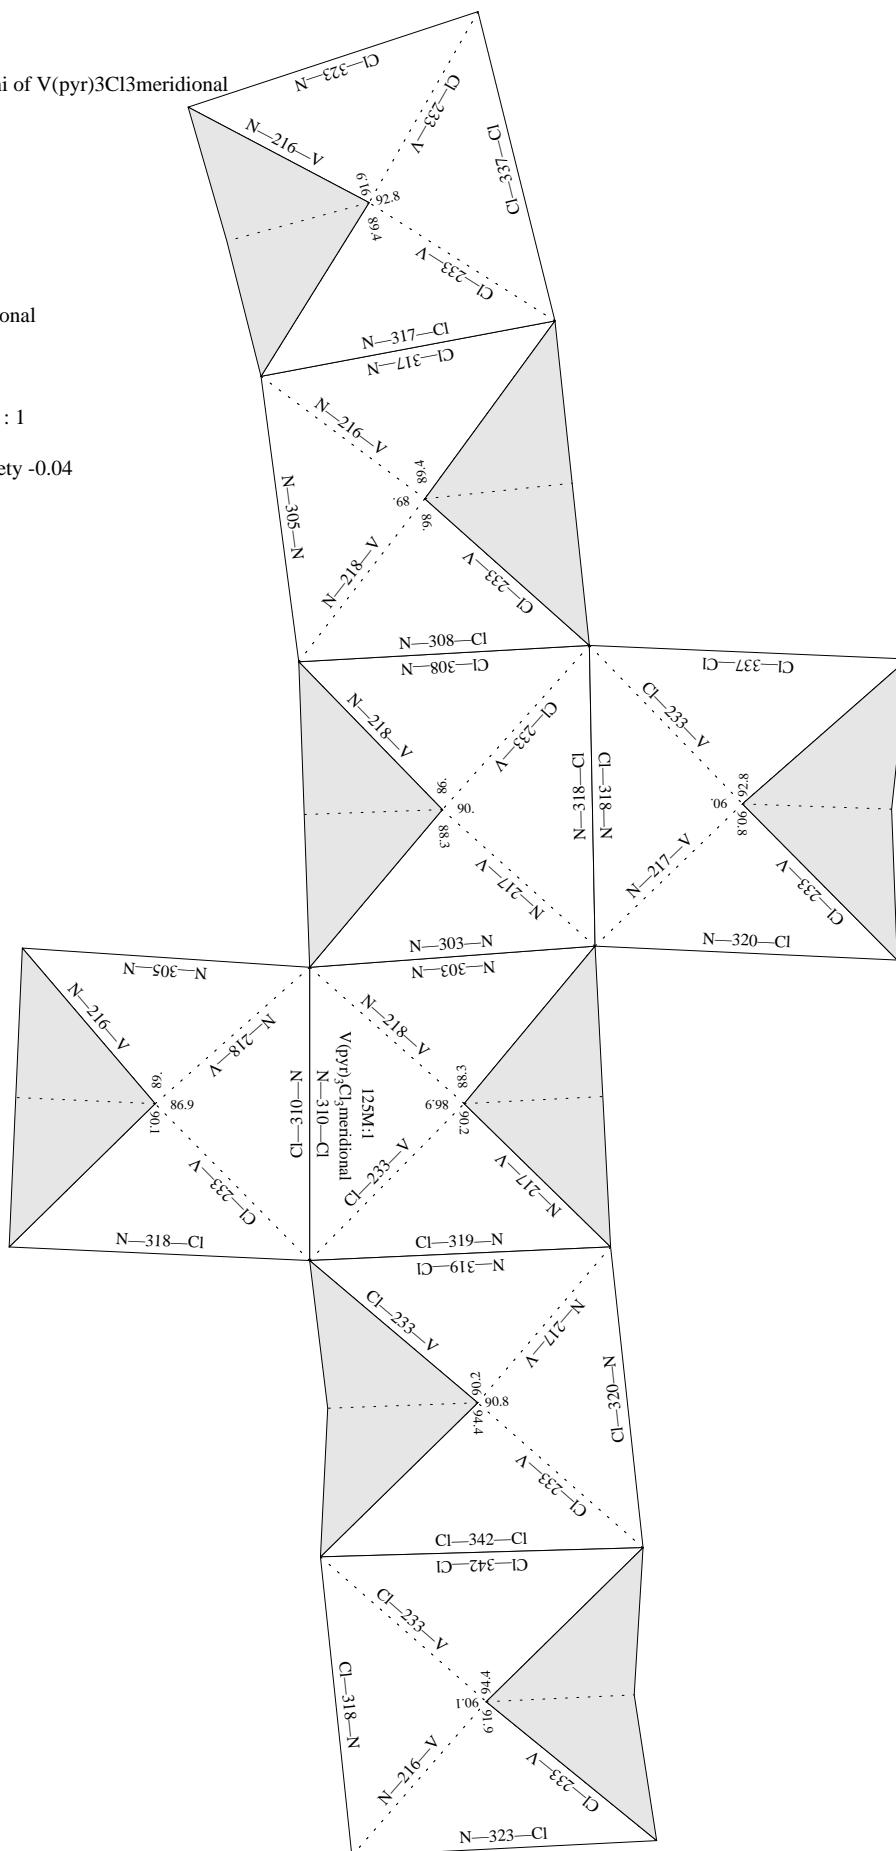 of V(pyr)3Cl3meridional
Cl—323—N
Cl—233—V
N—216—V
Cl—337—Cl
91.9
92.8
89.4
Cl—233—V
N—317—Cl
Cl—317—N
: 1
-0.04
N—216—V
89.4
89.
98.
N—305—N
N—218—V
Cl—233—V
N—308—Cl
Cl—308—N
Cl—337—Cl
N—218—V
Cl—233—V
Cl—233—V
98.
90.
88.3
N—318—Cl
Cl—318—N
92.8
90.
90.8
N—217—V
N—217—V
Cl—233—V
N—303—N
N—303—N
N—320—Cl
N—305—N
N—216—V
N—218—V
N—218—V
89.
86.9
90.1
Cl—310—N
N—310—Cl
V(pyr)3Cl3meridional
125M:1
88.3
86.9
90.2
Cl—233—V
Cl—233—V
N—217—V
N—318—Cl
Cl—319—N
N—319—Cl
Cl—233—V
N—217—V
90.2
90.8
94.4
Cl—320—N
Cl—233—V
Cl—342—Cl
Cl—342—Cl
Cl—233—V
94.4
90.1
91.9
Cl—318—N
N—216—V
Cl—233—V
N—323—Cl